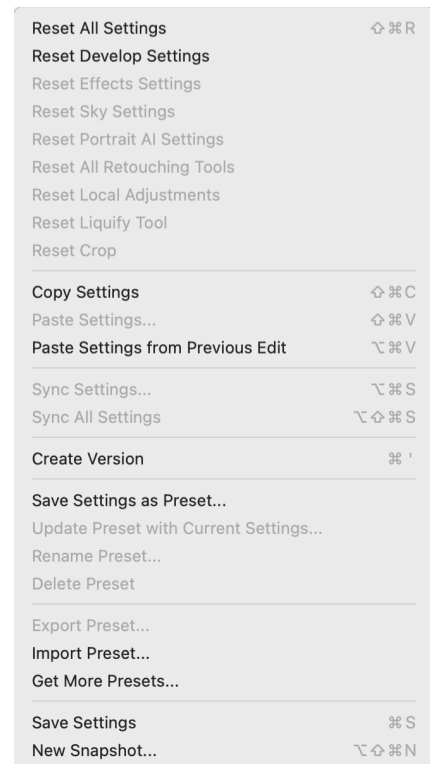 Reset All Settings ⇧⌘R
Reset Develop Settings
Reset Effects Settings
Reset Sky Settings
Reset Portrait AI Settings
Reset All Retouching Tools
Reset Local Adjustments
Reset Liquify Tool
Reset Crop
Copy Settings ⇧⌘C
Paste Settings... ⇧⌘V
Paste Settings from Previous Edit ⌥⌘V
Sync Settings... ⌥⌘S
Sync All Settings ⌥⇧⌘S
Create Version ⌘'
Save Settings as Preset...
Update Preset with Current Settings...
Rename Preset...
Delete Preset
Export Preset...
Import Preset...
Get More Presets...
Save Settings ⌘S
New Snapshot... ⌥⇧⌘N